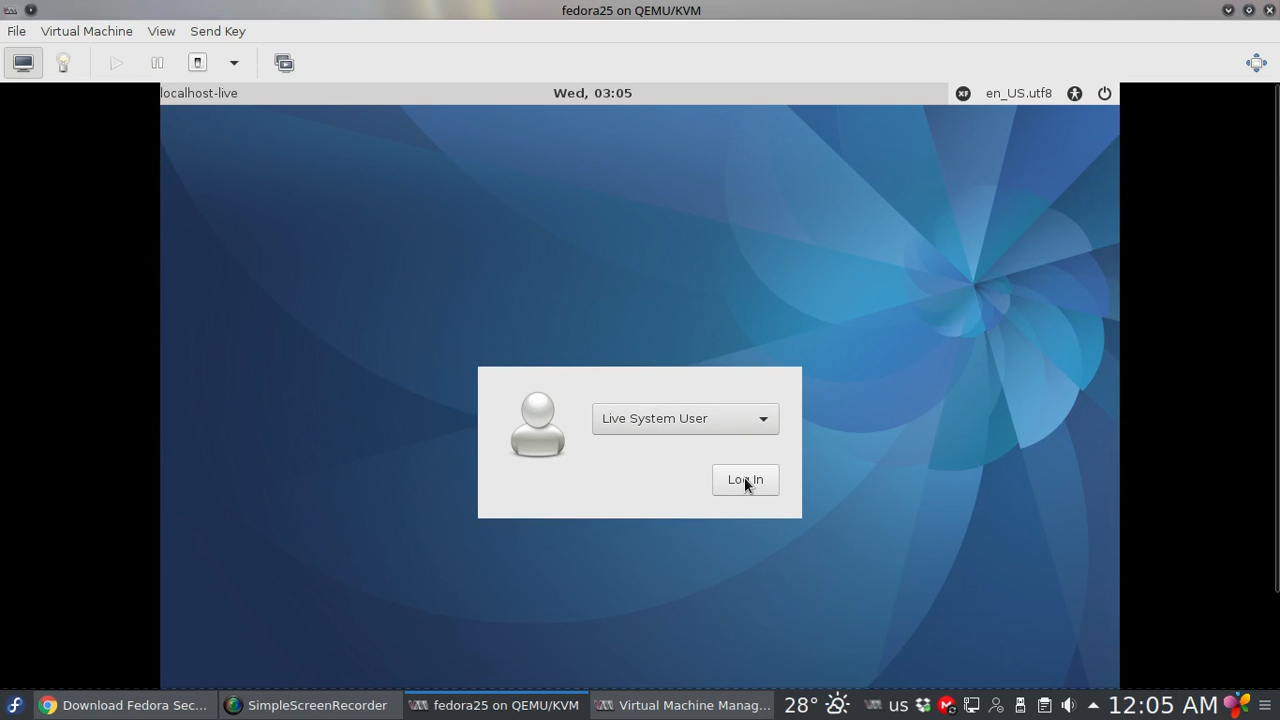 fedora25 on QEMU/KVM
File Virtual Machine View Send Key
localhost-live Wed, 03:05 en_US.utf8
Live System User
Log In
Download Fedora Sec... SimpleScreenRecorder fedora25 on QEMU/KVM Virtual Machine Manag... 28° us 12:05 AM